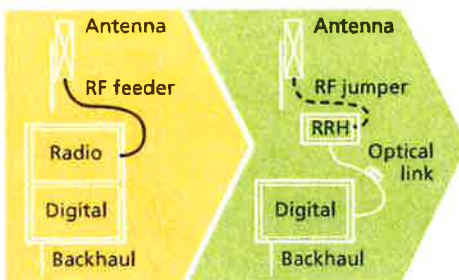 Antenna
RF feeder
Radio
Digital
Backhaul
Antenna
RF jumper
RRH
Optical
link
Digital
Backhaul